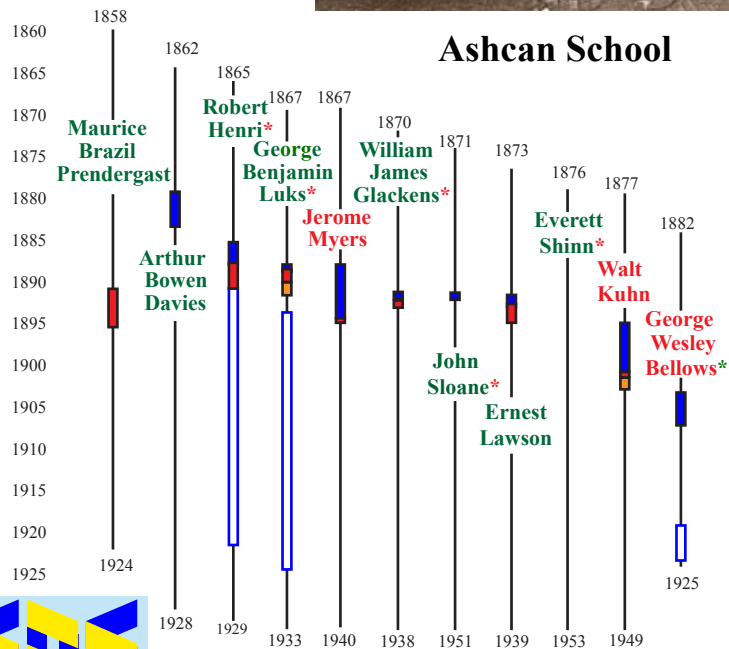 Ashcan School
1858
1862
1865
1867
1867
1870
1871
1873
1876
1877
1882
1860
1865
1870
1875
1880
1885
1890
1895
1900
1905
1910
1915
1920
1925
Maurice
Brazil
Prendergast
Arthur
Bowen
Davies
Robert
Henri*
George
Benjamin
Luks*
Jerome
Myers
William
James
Glackens*
John
Sloane*
Ernest
Lawson
Everett
Shinn*
Walt
Kuhn
George
Wesley
Bellows*
1924
1928
1929
1933
1940
1938
1951
1939
1953
1949
1925